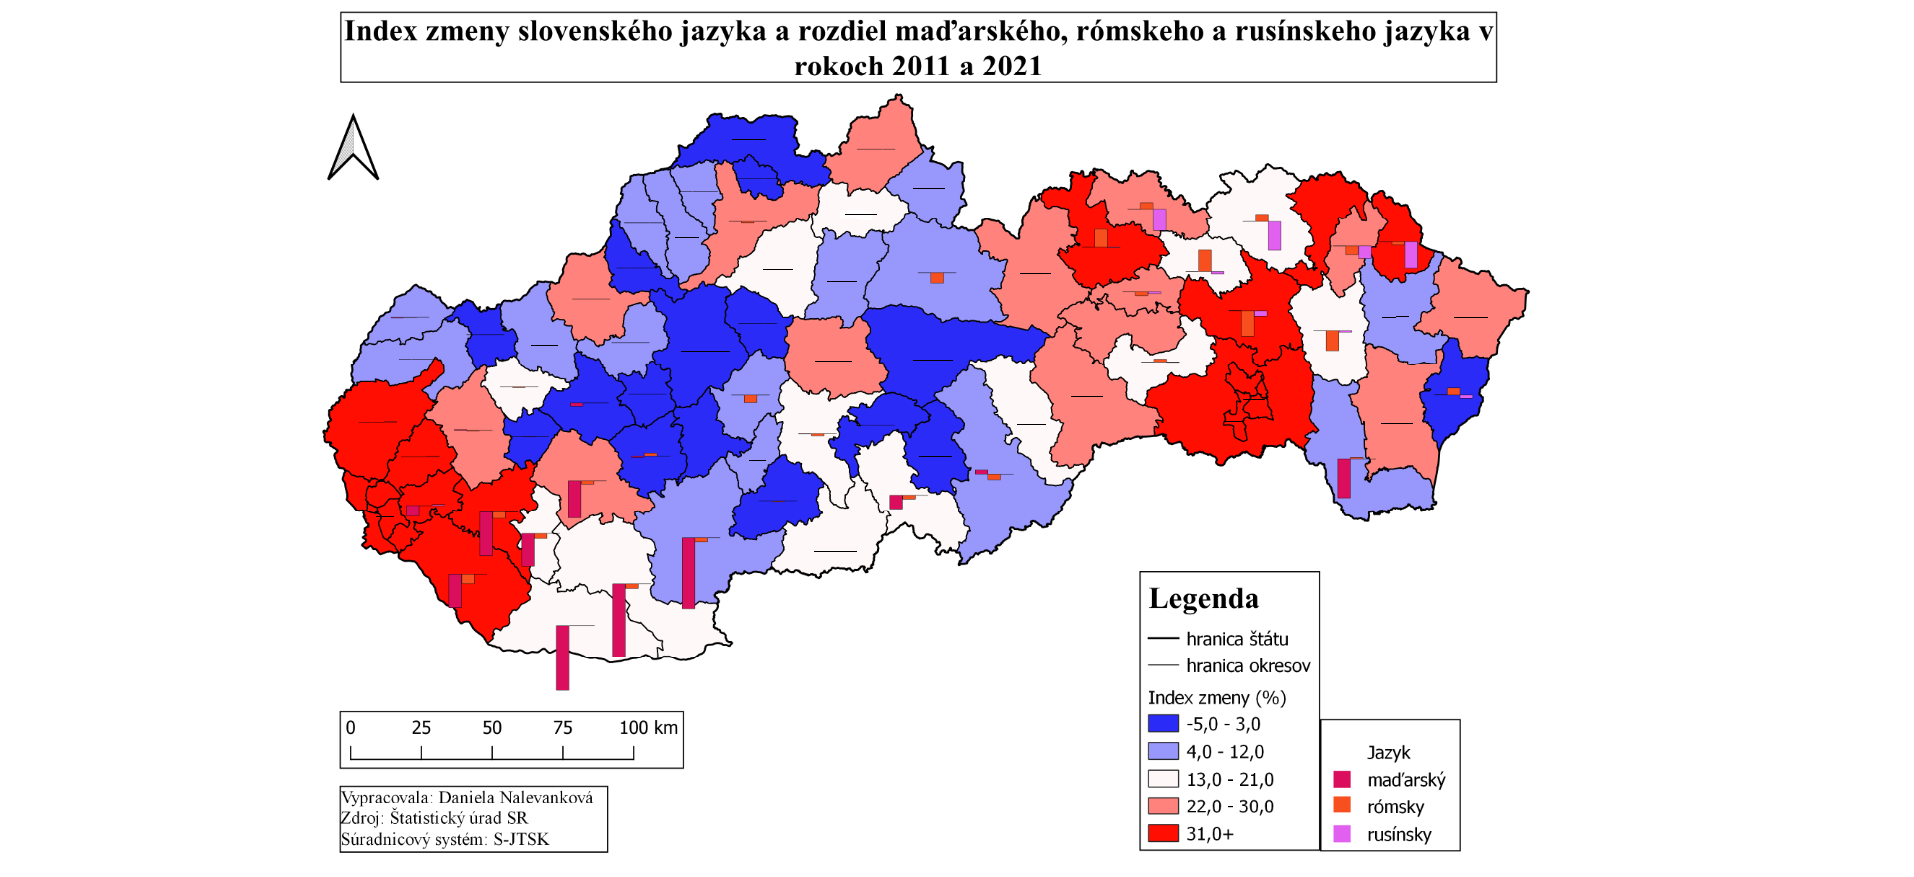 Index zmeny slovenského jazyka a rozdiel maďarského, rómskeho a rusínskeho jazyka v
rokoch 2011 a 2021
Legenda
hranica štátu
hranica okresov
Index zmeny (%)
-5,0 - 3,0
4,0 - 12,0
13,0 - 21,0
22,0 - 30,0
31,0+
Jazyk
maďarský
rómsky
rusínsky
0 25 50 75 100 km
Vypracovala: Daniela Nalevanková
Zdroj: Štatistický úrad SR
Súradnicový systém: S-JTSK